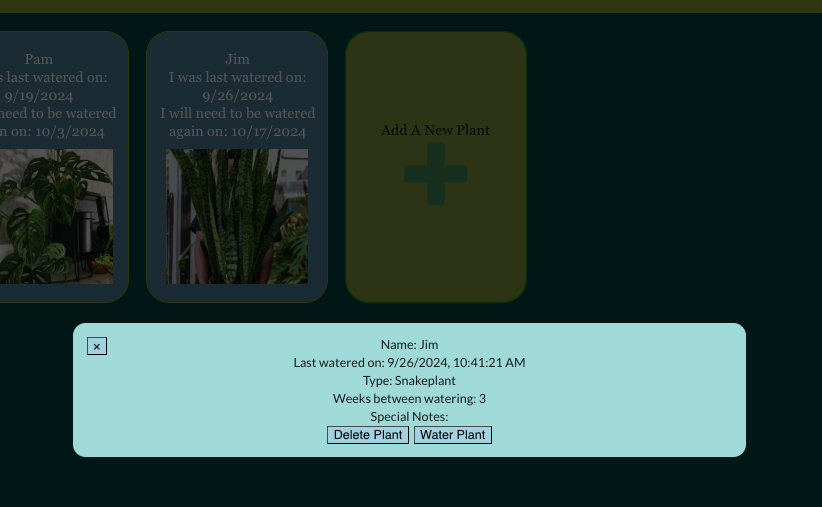 Pam
s last watered on:
9/19/2024
need to be watered
n on: 10/3/2024
Jim
I was last watered on:
9/26/2024
I will need to be watered
again on: 10/17/2024
Add A New Plant
×
Name: Jim
Last watered on: 9/26/2024, 10:41:21 AM
Type: Snakeplant
Weeks between watering: 3
Special Notes:
Delete Plant Water Plant